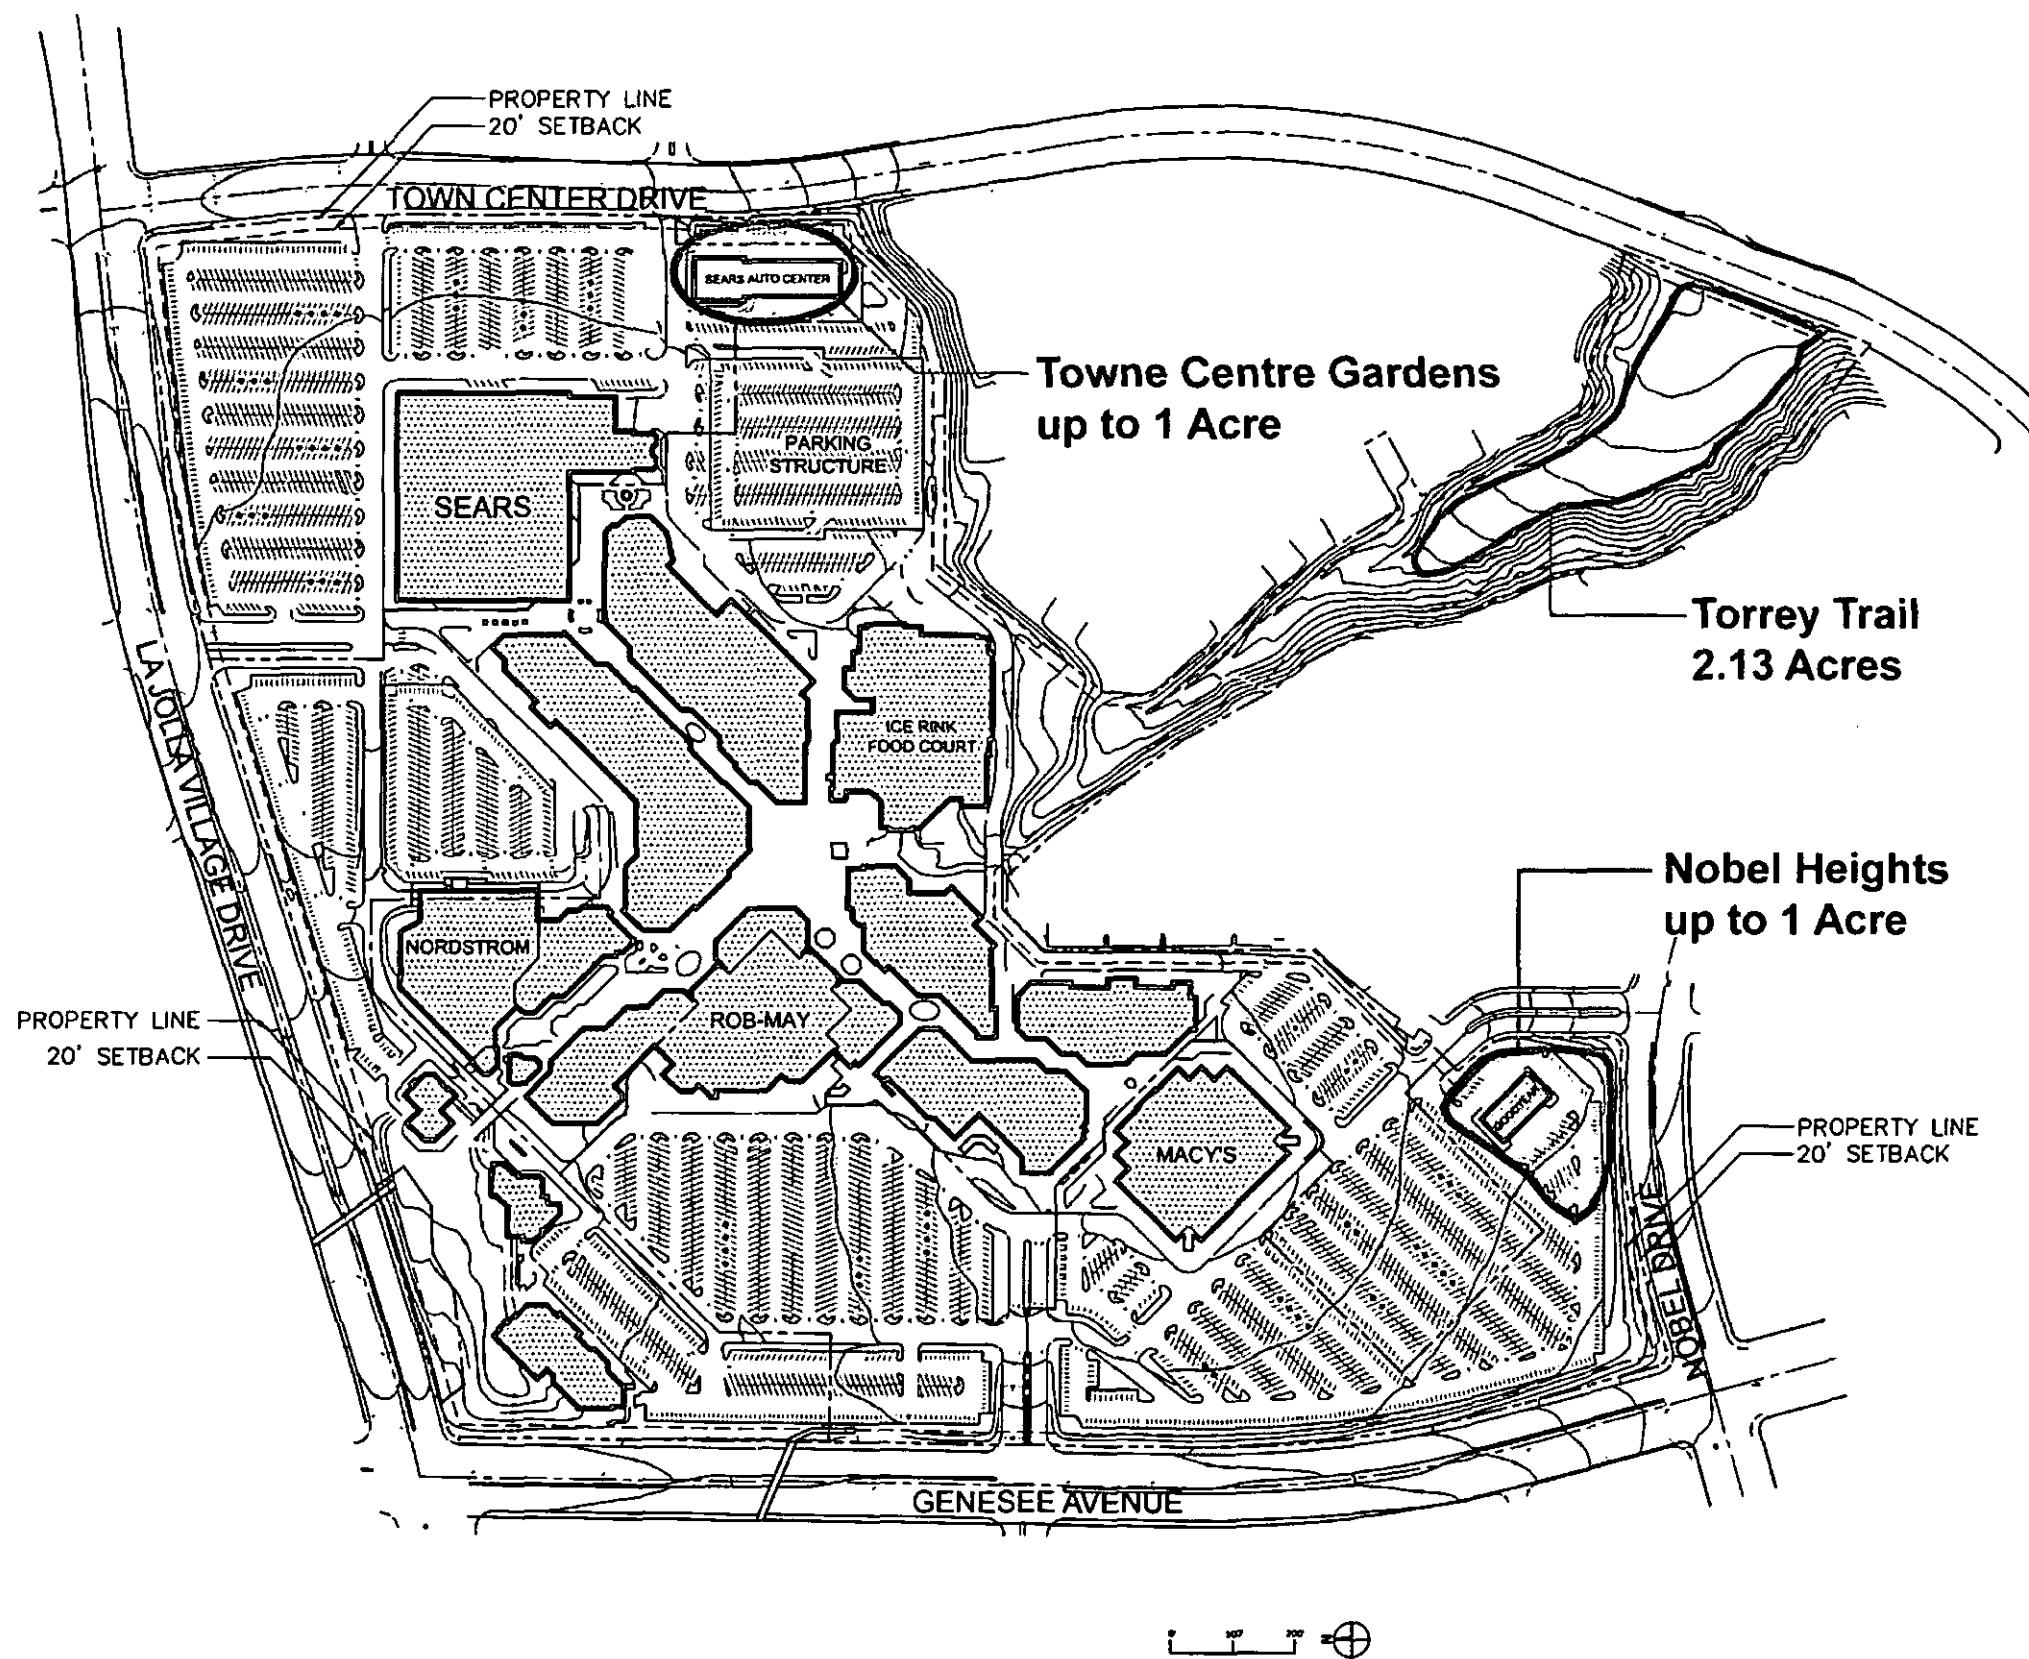 PROPERTY LINE
20' SETBACK
TOWN CENTER DRIVE
SEARS AUTO CENTER
Towne Centre Gardens
up to 1 Acre
PARKING
STRUCTURE
SEARS
Torrey Trail
2.13 Acres
LA JOLLA VILLAGE DRIVE
ICE RINK
FOOD COURT
Nobel Heights
up to 1 Acre
NORDSTROM
ROB-MAY
PROPERTY LINE
20' SETBACK
GOODYEAR
MACY'S
PROPERTY LINE
20' SETBACK
NOBEL DRIVE
GENESEE AVENUE
N